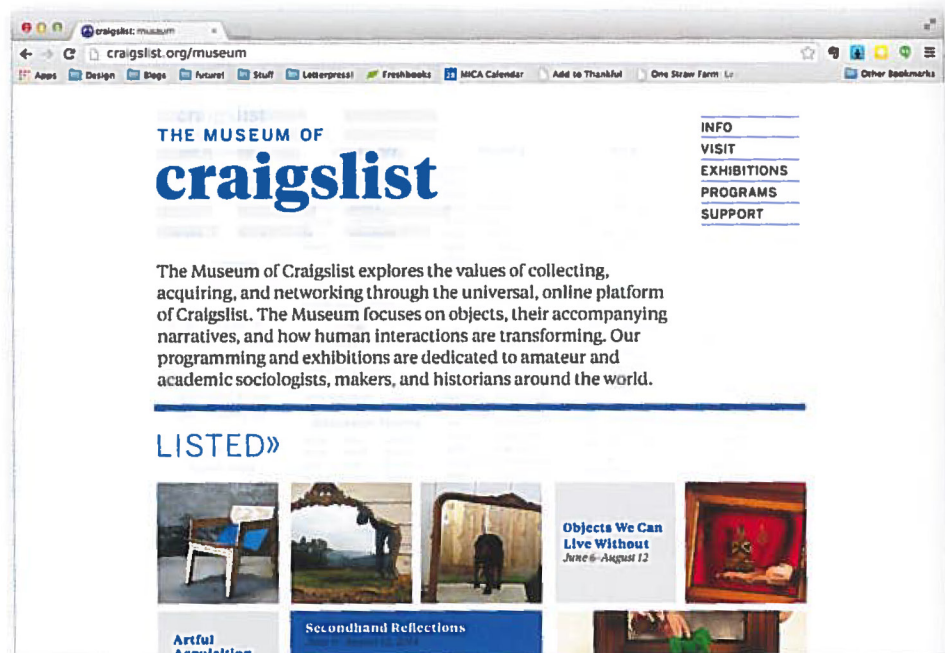 craigslist: museum
craigslist.org/museum
Apps Design Blogs future! Stuff Letterpress! Freshbooks 28 MICA Calendar Add to Thankful One Straw Farm Other Bookmarks
THE MUSEUM OF
craigslist
INFO
VISIT
EXHIBITIONS
PROGRAMS
SUPPORT
The Museum of Craigslist explores the values of collecting,
acquiring, and networking through the universal, online platform
of Craigslist. The Museum focuses on objects, their accompanying
narratives, and how human interactions are transforming. Our
programming and exhibitions are dedicated to amateur and
academic sociologists, makers, and historians around the world.
LISTED»
Objects We Can
Live Without
June 6–August 12
Artful
Acquisition
Secondhand Reflections